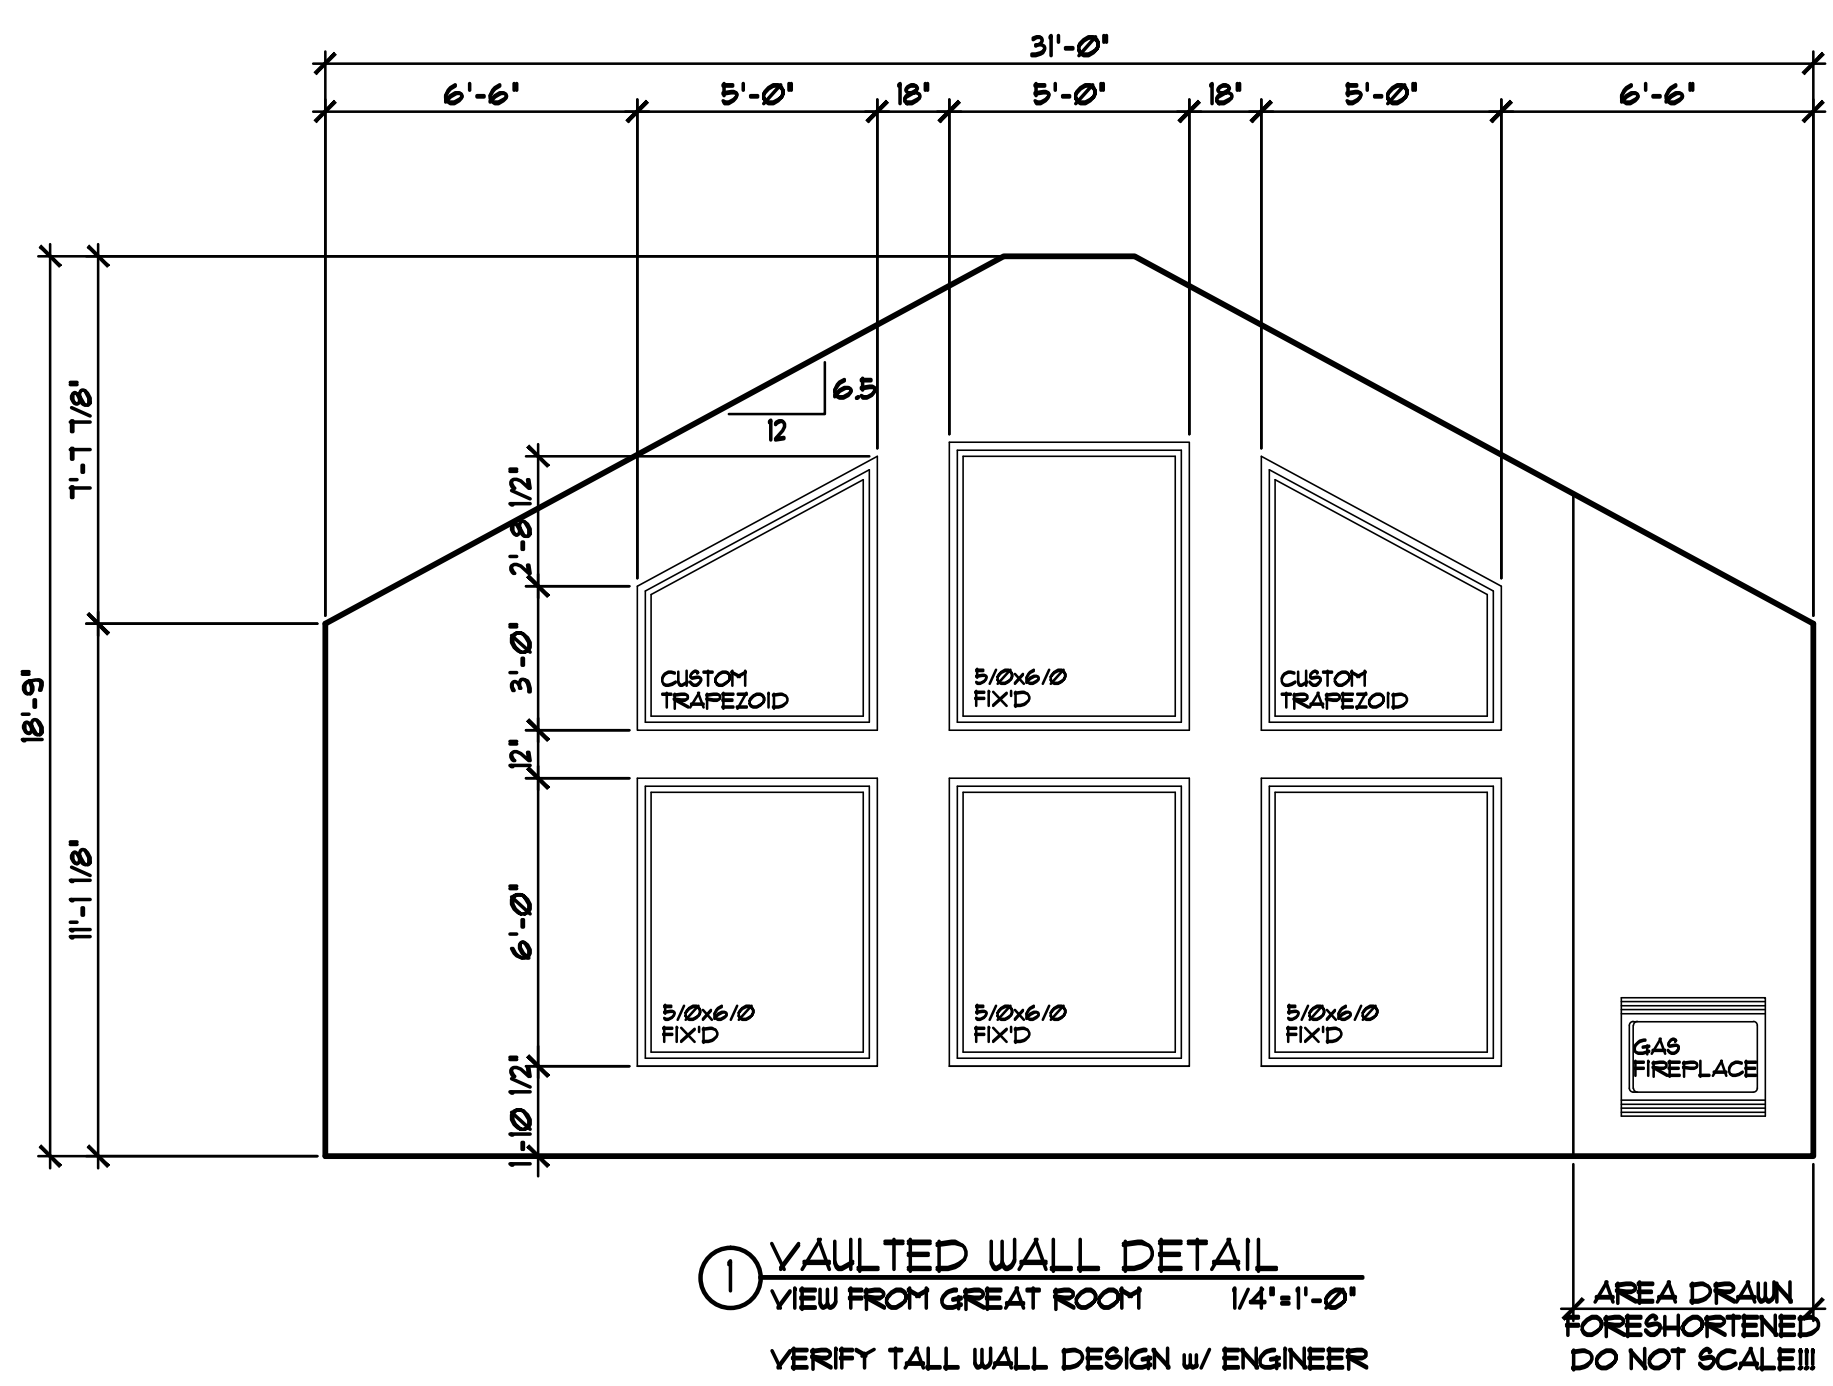 31'-0"
6'-6"
5'-0"
18"
5'-0"
18"
5'-0"
6'-6"
18'-9"
7'-7 7/8"
11'-1 1/8"
6.5
12
2'-8 1/2"
3'-0"
12"
6'-0"
1'-10 1/2"
CUSTOM
TRAPEZOID
5/0x6/0
FIX'D
CUSTOM
TRAPEZOID
5/0x6/0
FIX'D
5/0x6/0
FIX'D
5/0x6/0
FIX'D
GAS
FIREPLACE
1
VAULTED WALL DETAIL
VIEW FROM GREAT ROOM 1/4"=1'-0"
VERIFY TALL WALL DESIGN w/ ENGINEER
AREA DRAWN
FORESHORTENED
DO NOT SCALE!!!